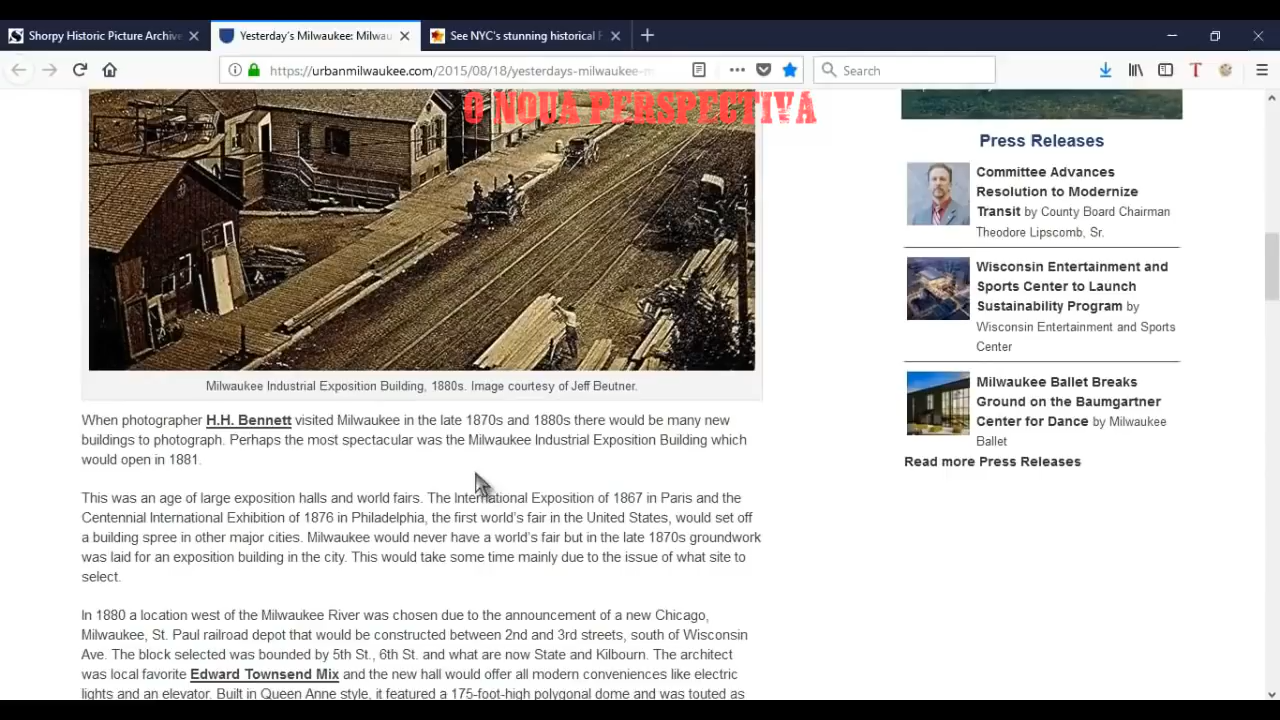 Shorpy Historic Picture Archive
Yesterday's Milwaukee: Milwau
See NYC's stunning historical
https://urbanmilwaukee.com/2015/08/18/yesterdays-milwaukee-m
Search
O NOUA PERSPECTIVĂ
Press Releases
Committee Advances
Resolution to Modernize
Transit by County Board Chairman
Theodore Lipscomb, Sr.
Wisconsin Entertainment and
Sports Center to Launch
Sustainability Program by
Wisconsin Entertainment and Sports
Center
Milwaukee Ballet Breaks
Ground on the Baumgartner
Center for Dance by Milwaukee
Ballet
Read more Press Releases
Milwaukee Industrial Exposition Building, 1880s. Image courtesy of Jeff Beutner.
When photographer H.H. Bennett visited Milwaukee in the late 1870s and 1880s there would be many new
buildings to photograph. Perhaps the most spectacular was the Milwaukee Industrial Exposition Building which
would open in 1881.
This was an age of large exposition halls and world fairs. The International Exposition of 1867 in Paris and the
Centennial International Exhibition of 1876 in Philadelphia, the first world's fair in the United States, would set off
a building spree in other major cities. Milwaukee would never have a world's fair but in the late 1870s groundwork
was laid for an exposition building in the city. This would take some time mainly due to the issue of what site to
select.
In 1880 a location west of the Milwaukee River was chosen due to the announcement of a new Chicago,
Milwaukee, St. Paul railroad depot that would be constructed between 2nd and 3rd streets, south of Wisconsin
Ave. The block selected was bounded by 5th St., 6th St. and what are now State and Kilbourn. The architect
was local favorite Edward Townsend Mix and the new hall would offer all modern conveniences like electric
lights and an elevator. Built in Queen Anne style, it featured a 175-foot-high polygonal dome and was touted as